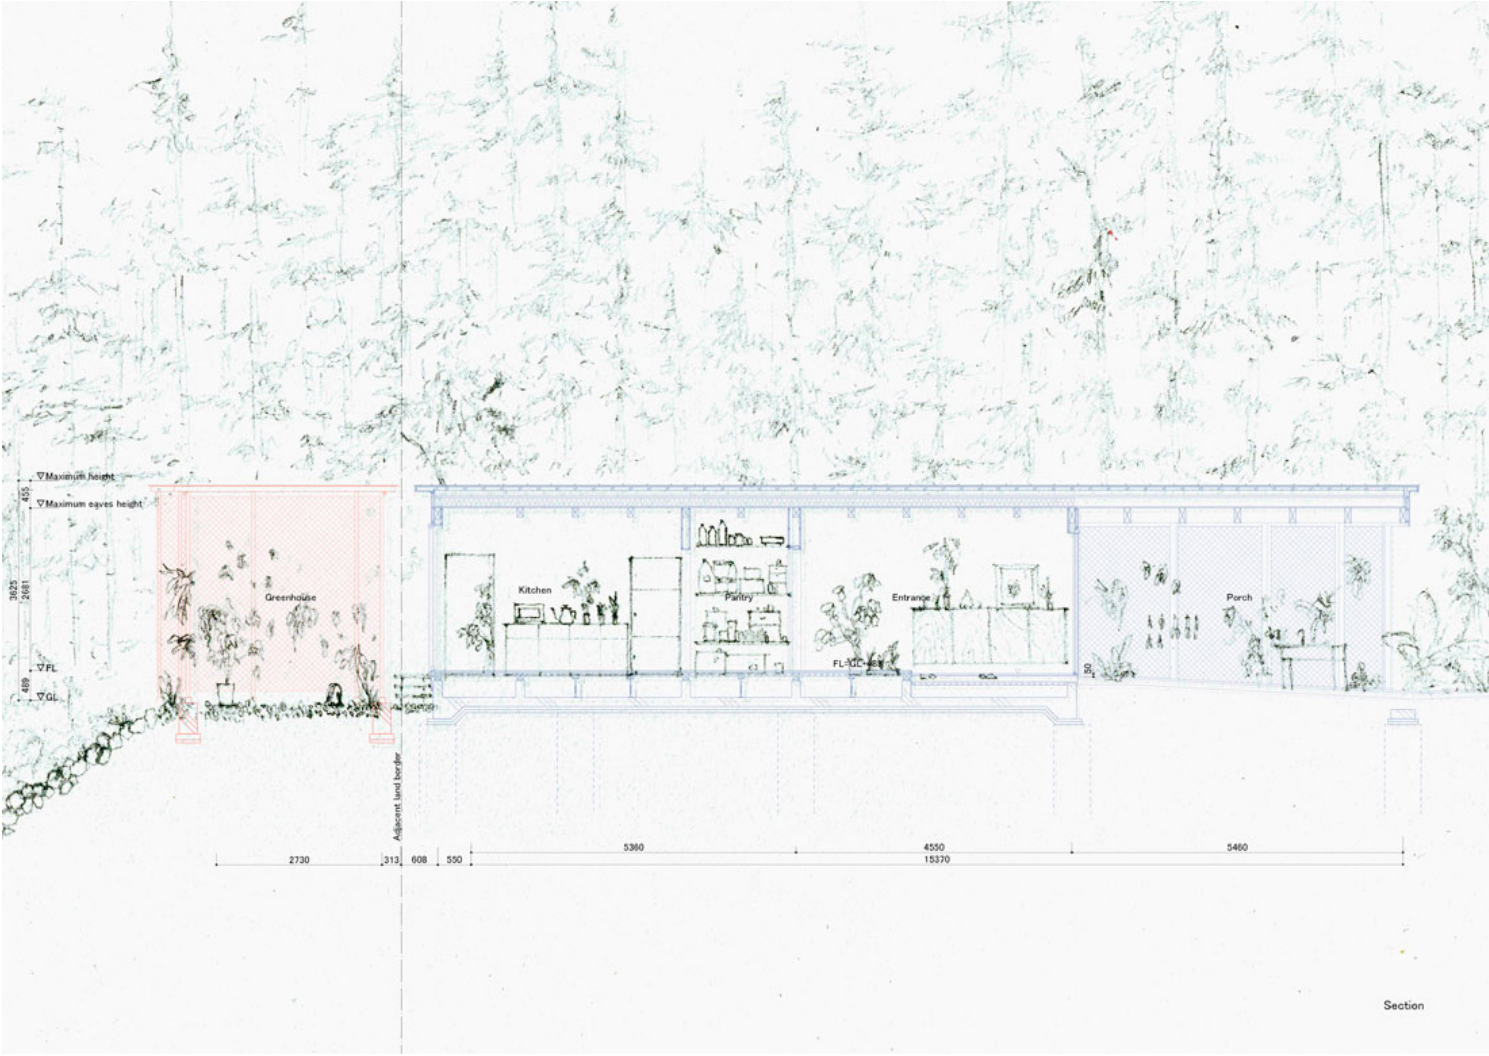 Maximum height
455
Maximum eaves height
3625
2681
Greenhouse
Kitchen
Pantry
Entrance
Porch
FL
489
GL
50
Adjacent land border
5360
4550
5460
2730
313
608
550
15370
Section